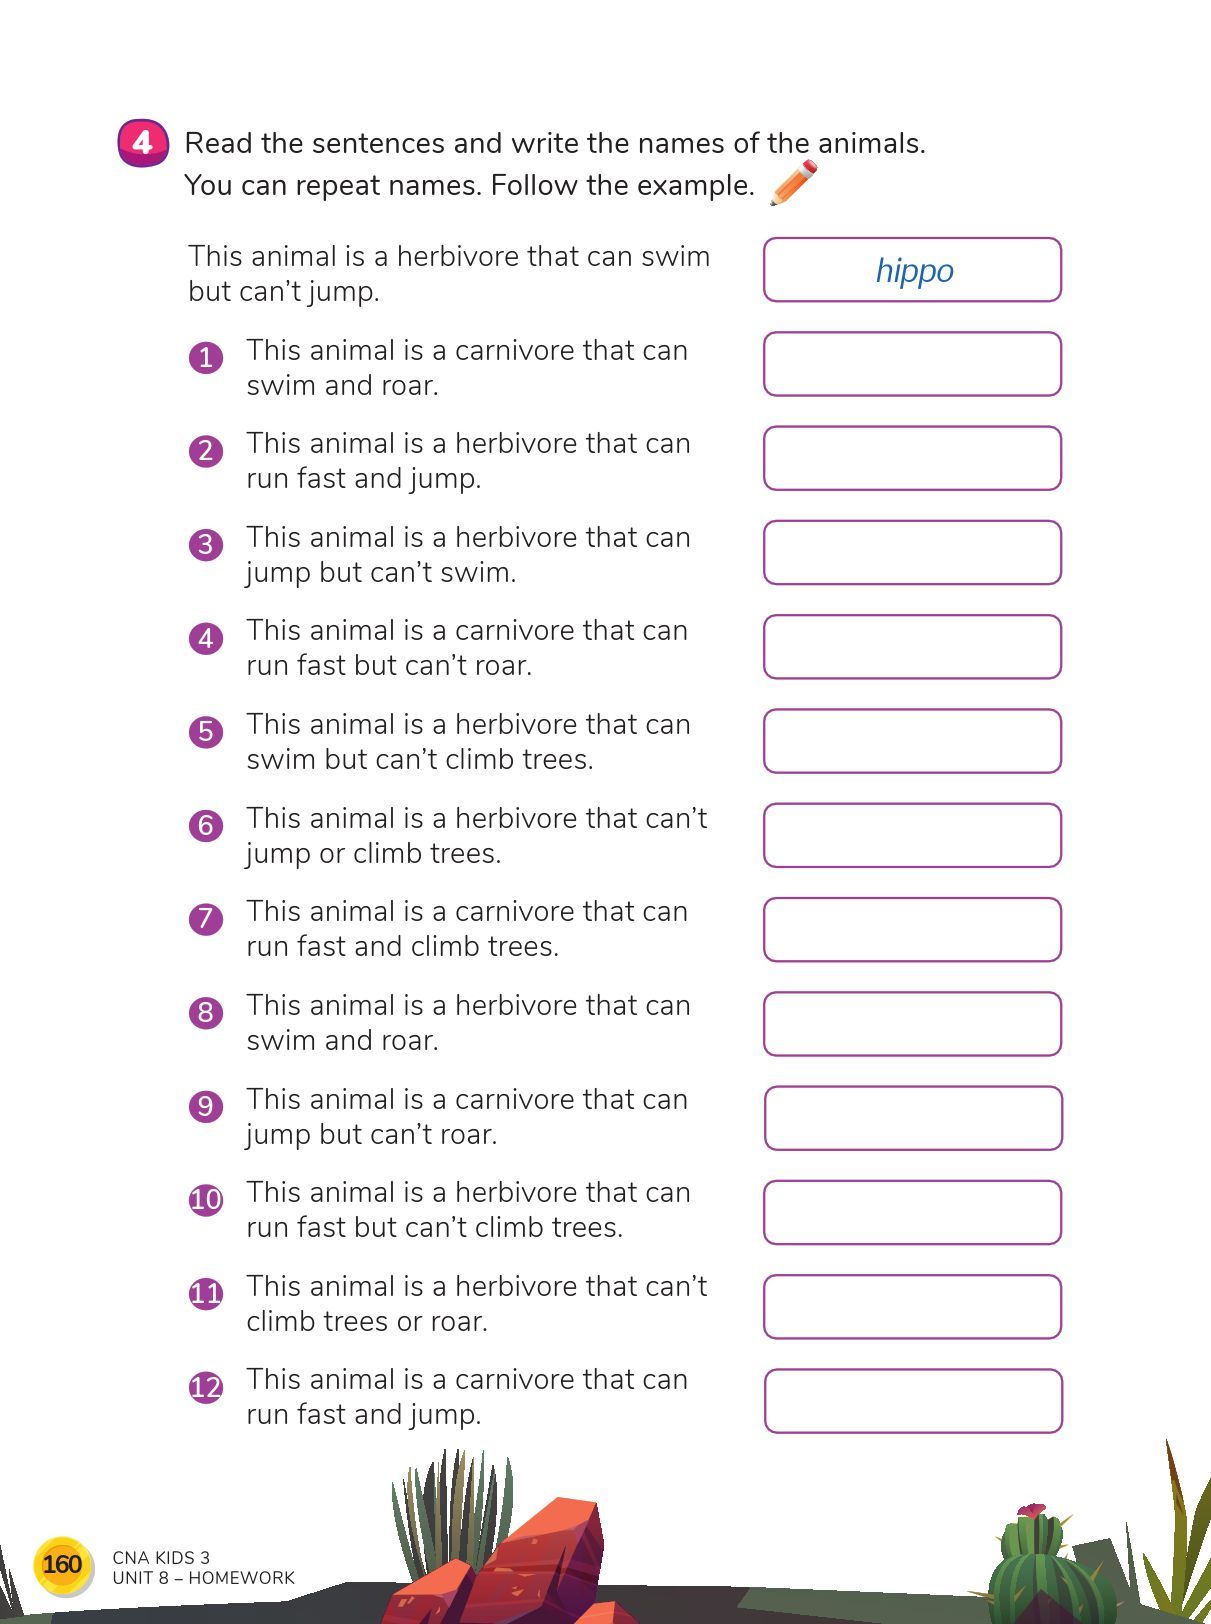 4 Read the sentences and write the names of the animals.
You can repeat names. Follow the example.
This animal is a herbivore that can swim
but can’t jump.
hippo
1 This animal is a carnivore that can
swim and roar.
2 This animal is a herbivore that can
run fast and jump.
3 This animal is a herbivore that can
jump but can’t swim.
4 This animal is a carnivore that can
run fast but can’t roar.
5 This animal is a herbivore that can
swim but can’t climb trees.
6 This animal is a herbivore that can’t
jump or climb trees.
7 This animal is a carnivore that can
run fast and climb trees.
8 This animal is a herbivore that can
swim and roar.
9 This animal is a carnivore that can
jump but can’t roar.
10 This animal is a herbivore that can
run fast but can’t climb trees.
11 This animal is a herbivore that can’t
climb trees or roar.
12 This animal is a carnivore that can
run fast and jump.
160
CNA KIDS 3
UNIT 8 – HOMEWORK